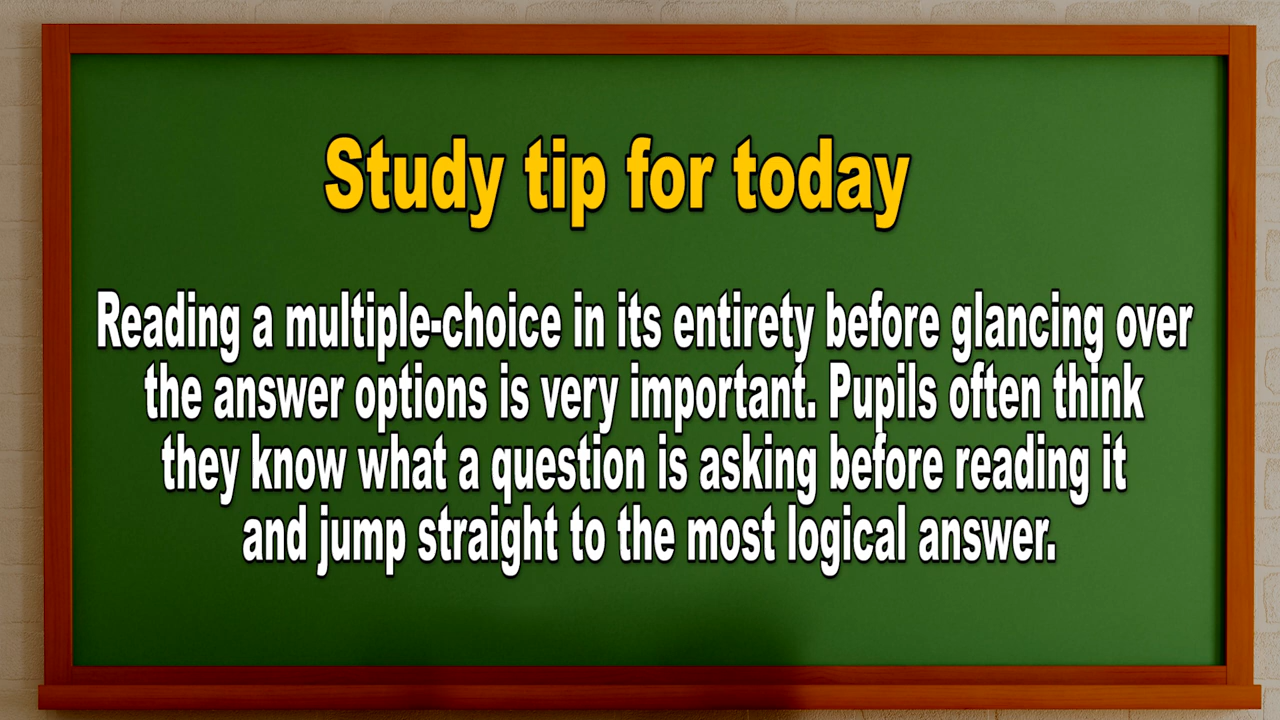 Study tip for today
Reading a multiple-choice in its entirety before glancing over
the answer options is very important. Pupils often think
they know what a question is asking before reading it
and jump straight to the most logical answer.